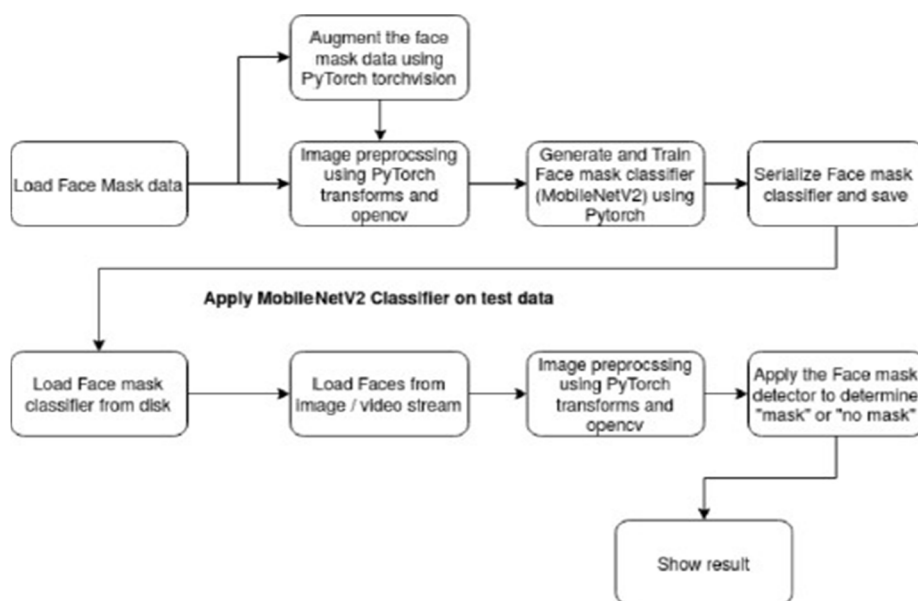 Augment the face
mask data using
PyTorch torchvision
Load Face Mask data
Image preprocssing
using PyTorch
transforms and
opencv
Generate and Train
Face mask classifier
(MobileNetV2) using
Pytorch
Serialize Face mask
classifier and save
Apply MobileNetV2 Classifier on test data
Load Face mask
classifier from disk
Load Faces from
image / video stream
Image preprocssing
using PyTorch
transforms and
opencv
Apply the Face mask
detector to determine
"mask" or "no mask"
Show result